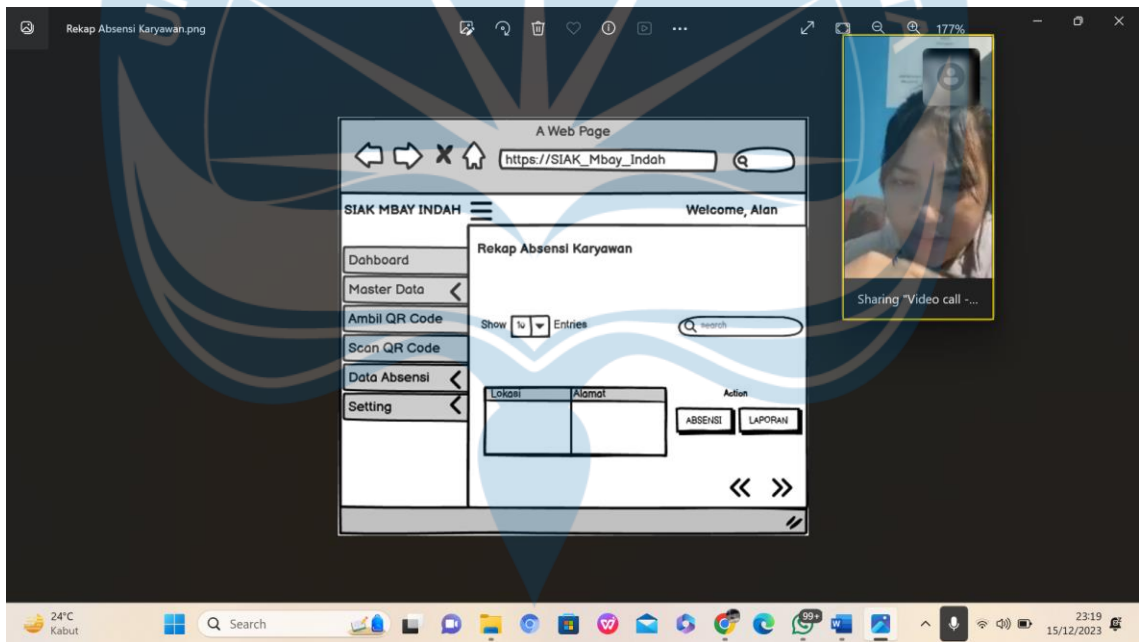 Rekap Absensi Karyawan.png
177%
A Web Page
https://SIAK_Mbay_Indah
SIAK MBAY INDAH
Welcome, Alan
Rekap Absensi Karyawan
Dahboard
Master Data
Ambil QR Code
Scan QR Code
Data Absensi
Setting
Show 10 Entries
search
Lokasi Alamat
Action
ABSENSI LAPORAN
Sharing "Video call -...
24°C
Kabut
Search
99+
23:19
15/12/2023